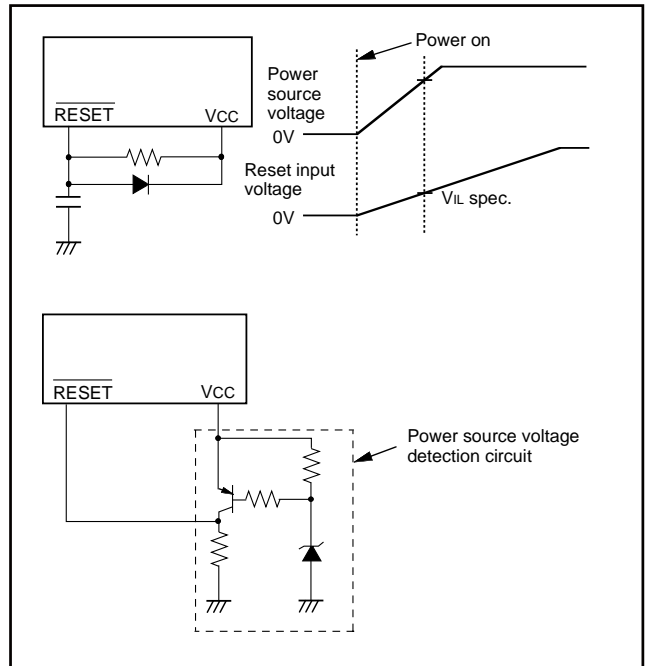 Power on
Power
source
voltage
0V
RESET
VCC
Reset input
voltage
0V
VIL spec.
RESET
VCC
Power source voltage
detection circuit